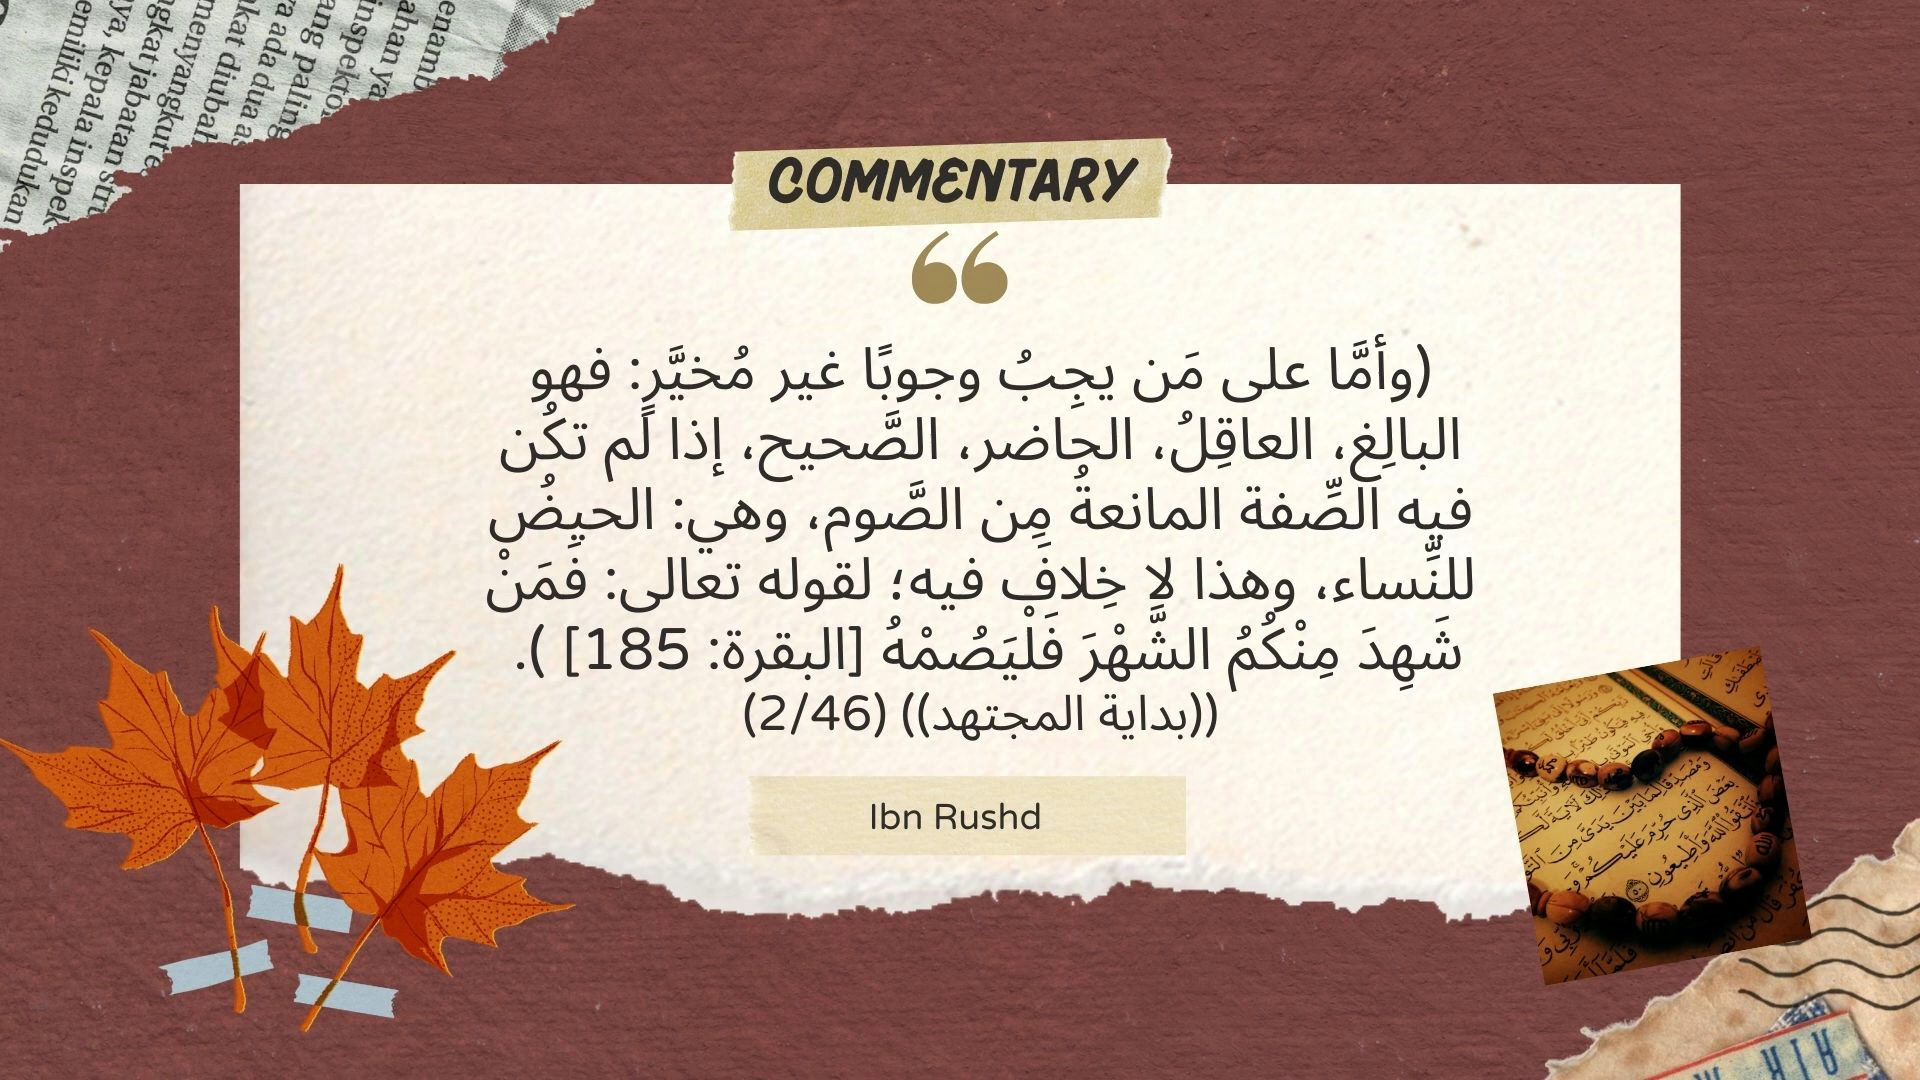 COMMENTARY
(وأمَّا على مَن يجِبُ وجوبًا غير مُخيَّرٍ: فهو
البالِغ، العاقِلُ، الحاضر، الصَّحيح، إذا لم تكُن
فيه الصِّفة المانعةُ مِن الصَّوم، وهي: الحيضُ
للنِّساء، وهذا لا خِلافَ فيه؛ لقوله تعالى: فَمَنْ
شَهِدَ مِنْكُمُ الشَّهْرَ فَلْيَصُمْهُ [البقرة: 185] ).
((بداية المجتهد)) (2/46)
Ibn Rushd